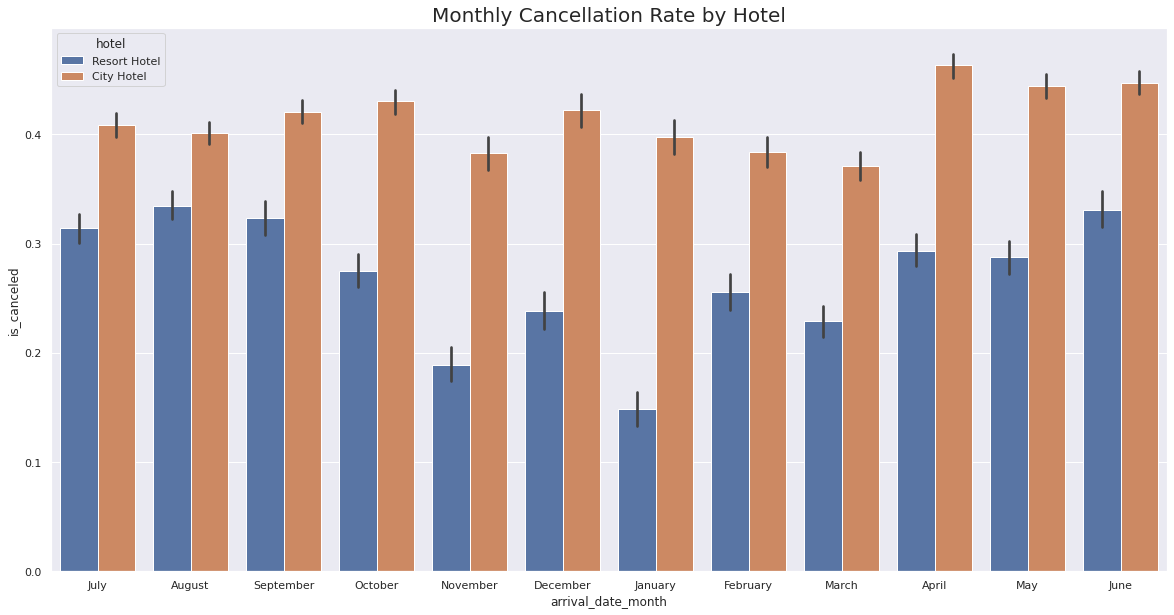 Monthly Cancellation Rate by Hotel
hotel
Resort Hotel
City Hotel
is_canceled
0.4
0.3
0.2
0.1
0.0
July August September October November December January February March April May June
arrival_date_month